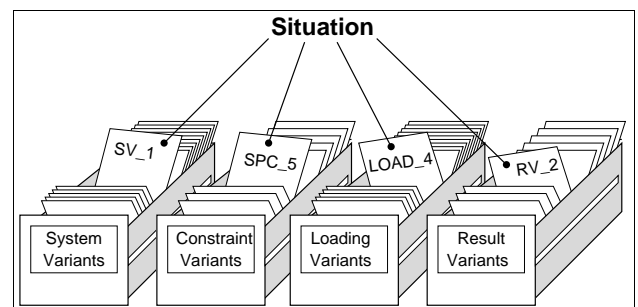 Situation
SV_1
SPC_5
LOAD_4
RV_2
System
Variants
Constraint
Variants
Loading
Variants
Result
Variants